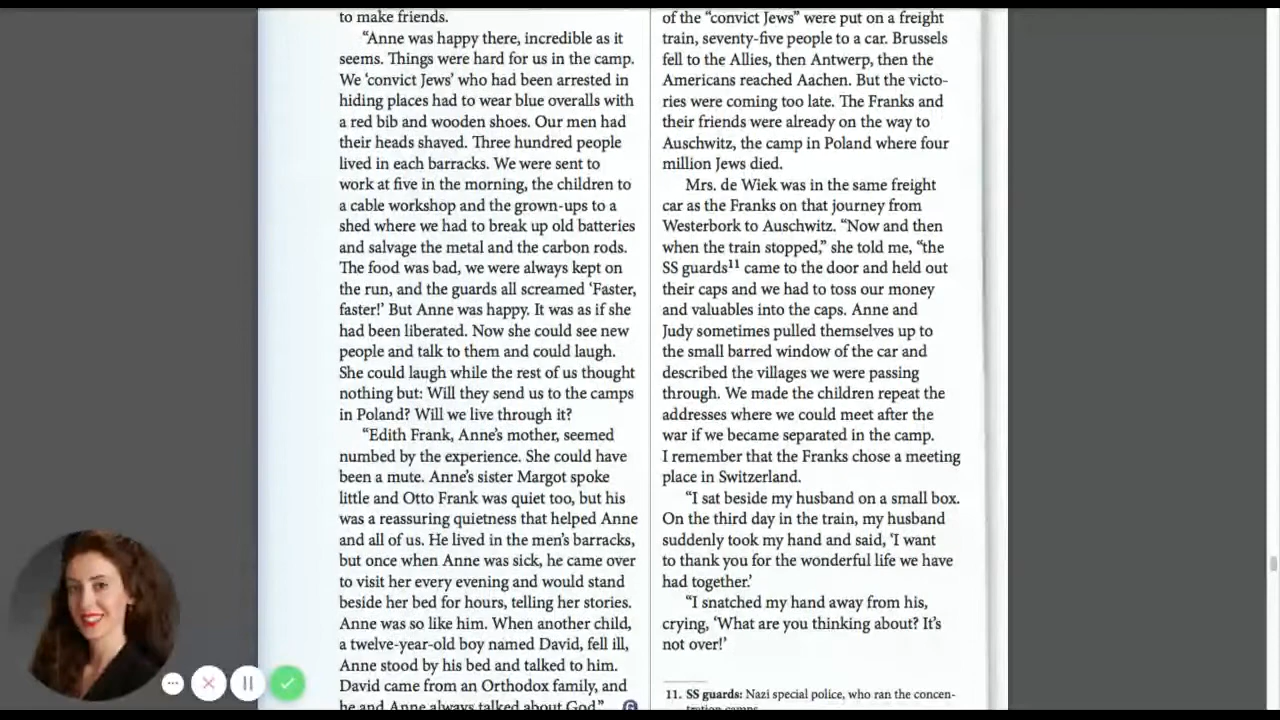 to make friends.
“Anne was happy there, incredible as it
seems. Things were hard for us in the camp.
We ‘convict Jews’ who had been arrested in
hiding places had to wear blue overalls with
a red bib and wooden shoes. Our men had
their heads shaved. Three hundred people
lived in each barracks. We were sent to
work at five in the morning, the children to
a cable workshop and the grown-ups to a
shed where we had to break up old batteries
and salvage the metal and the carbon rods.
The food was bad, we were always kept on
the run, and the guards all screamed ‘Faster,
faster!’ But Anne was happy. It was as if she
had been liberated. Now she could see new
people and talk to them and could laugh.
She could laugh while the rest of us thought
nothing but: Will they send us to the camps
in Poland? Will we live through it?
“Edith Frank, Anne’s mother, seemed
numbed by the experience. She could have
been a mute. Anne’s sister Margot spoke
little and Otto Frank was quiet too, but his
was a reassuring quietness that helped Anne
and all of us. He lived in the men’s barracks,
but once when Anne was sick, he came over
to visit her every evening and would stand
beside her bed for hours, telling her stories.
Anne was so like him. When another child,
a twelve-year-old boy named David, fell ill,
Anne stood by his bed and talked to him.
David came from an Orthodox family, and
he and Anne always talked about God.”
of the “convict Jews” were put on a freight
train, seventy-five people to a car. Brussels
fell to the Allies, then Antwerp, then the
Americans reached Aachen. But the victo-
ries were coming too late. The Franks and
their friends were already on the way to
Auschwitz, the camp in Poland where four
million Jews died.
Mrs. de Wiek was in the same freight
car as the Franks on that journey from
Westerbork to Auschwitz. “Now and then
when the train stopped,” she told me, “the
SS guards¹¹ came to the door and held out
their caps and we had to toss our money
and valuables into the caps. Anne and
Judy sometimes pulled themselves up to
the small barred window of the car and
described the villages we were passing
through. We made the children repeat the
addresses where we could meet after the
war if we became separated in the camp.
I remember that the Franks chose a meeting
place in Switzerland.
“I sat beside my husband on a small box.
On the third day in the train, my husband
suddenly took my hand and said, ‘I want
to thank you for the wonderful life we have
had together.’
“I snatched my hand away from his,
crying, ‘What are you thinking about? It’s
not over!’
11. SS guards: Nazi special police, who ran the concen-
tration camps